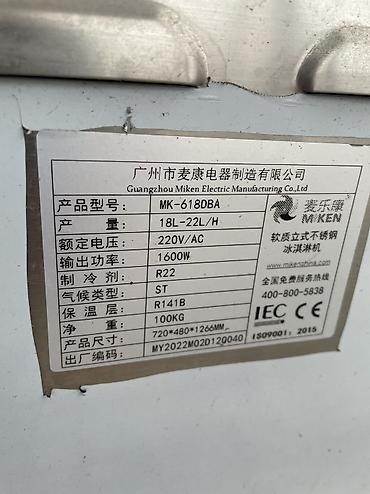 广州市麦康电器制造有限公司
Guangzhou Miken Electric Manufacturing Co.,Ltd
产品型号: MK-618DBA
产 量: 18L-22L/H
额定电压: 220V/AC
输出功率: 1600W
制 冷 剂: R22
气候类型: ST
保 温 层: R141B
净 重: 100KG
产品尺寸: 720*480*1266MM
出厂编码: MY2022M02D120040
麦乐康
MIKEN
软质立式不锈钢
冰淇淋机
www.mikenchina.com
全国免费服务热线
400-800-5838
IEC CE
ISO9001: 2015